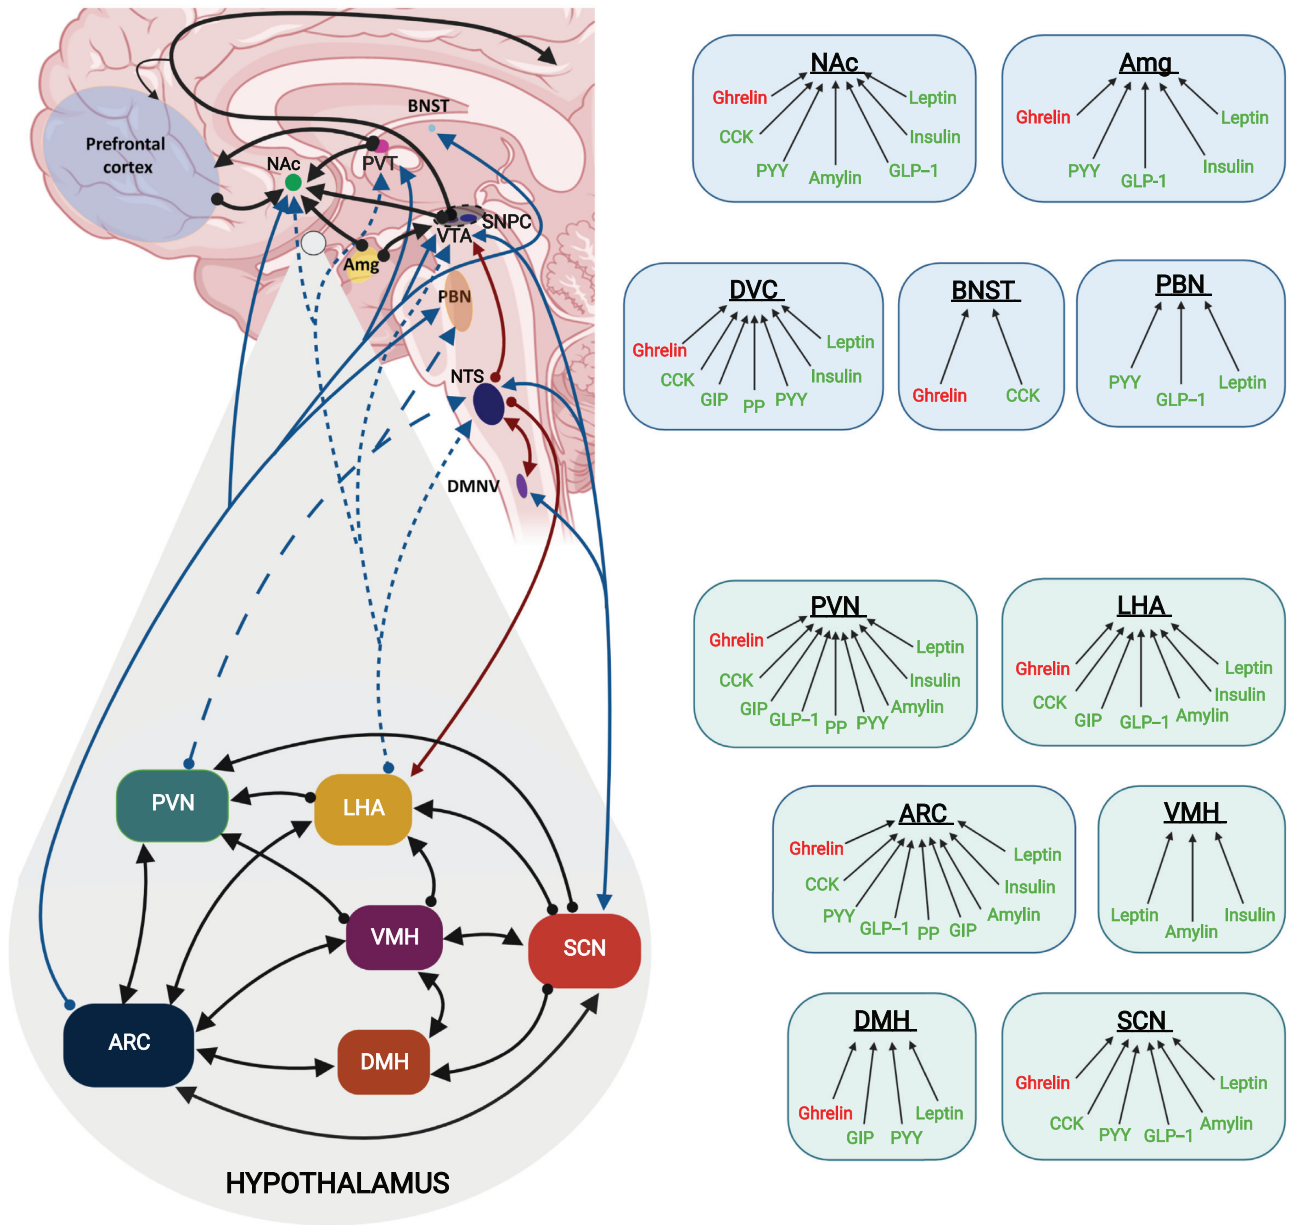 BNST
Prefrontal
cortex
NAc
PVT
SNPC
VTA
Amg
PBN
NTS
DMNV
PVN
LHA
VMH
SCN
ARC
DMH
HYPOTHALAMUS
NAc
Ghrelin
Leptin
CCK
Insulin
PYY
Amylin
GLP–1
Amg
Ghrelin
Leptin
PYY
GLP-1
Insulin
DVC
Ghrelin
Leptin
CCK
Insulin
GIP
PP
PYY
BNST
Ghrelin
CCK
PBN
PYY
GLP–1
Leptin
PVN
Ghrelin
Leptin
CCK
Insulin
GIP
GLP–1
PP
PYY
Amylin
LHA
Ghrelin
Leptin
CCK
Insulin
GIP
GLP–1
Amylin
ARC
Ghrelin
Leptin
CCK
Insulin
PYY
GLP–1
PP
GIP
Amylin
VMH
Leptin
Amylin
Insulin
DMH
Ghrelin
GIP
PYY
Leptin
SCN
Ghrelin
Leptin
CCK
PYY
GLP–1
Amylin